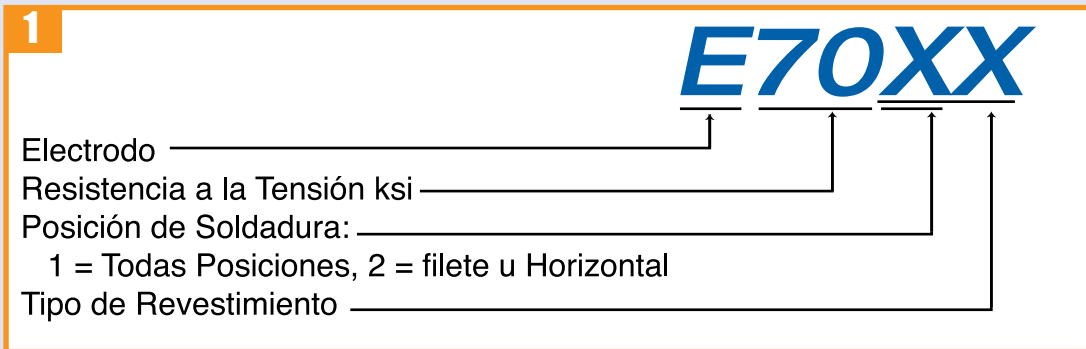 1
E70XX
Electrodo
Resistencia a la Tensión ksi
Posición de Soldadura:
1 = Todas Posiciones, 2 = filete u Horizontal
Tipo de Revestimiento